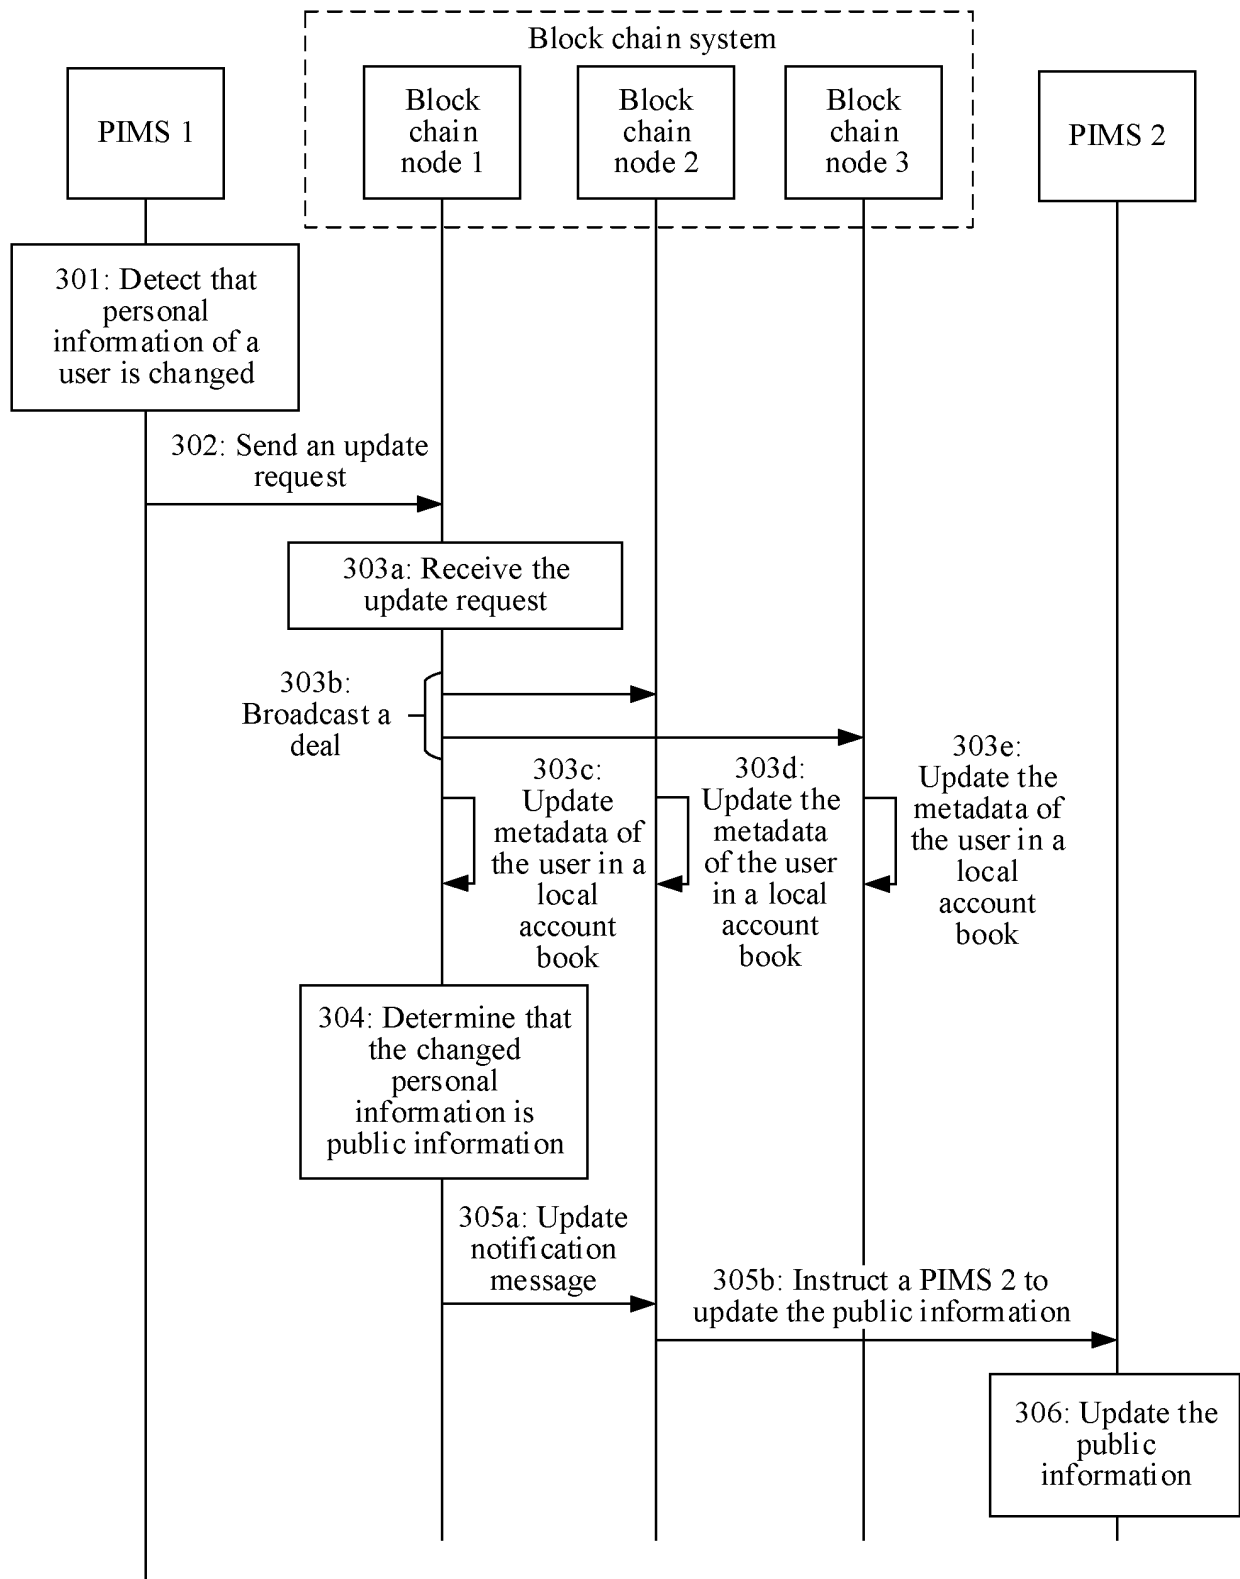 Block chain system
PIMS 1
Block
chain
node 1
Block
chain
node 2
Block
chain
node 3
PIMS 2
301: Detect that
personal
information of a
user is changed
302: Send an update
request
303a: Receive the
update request
303b:
Broadcast a
deal
303c:
Update
metadata of
the user in a
local
account
book
303d:
Update the
metadata
of the user
in a local
account
book
303e:
Update the
metadata of
the user in a
local
account
book
304: Determine that
the changed
personal
information is
public information
305a: Update
notification
message
305b: Instruct a PIMS 2 to
update the public information
306: Update the
public
information